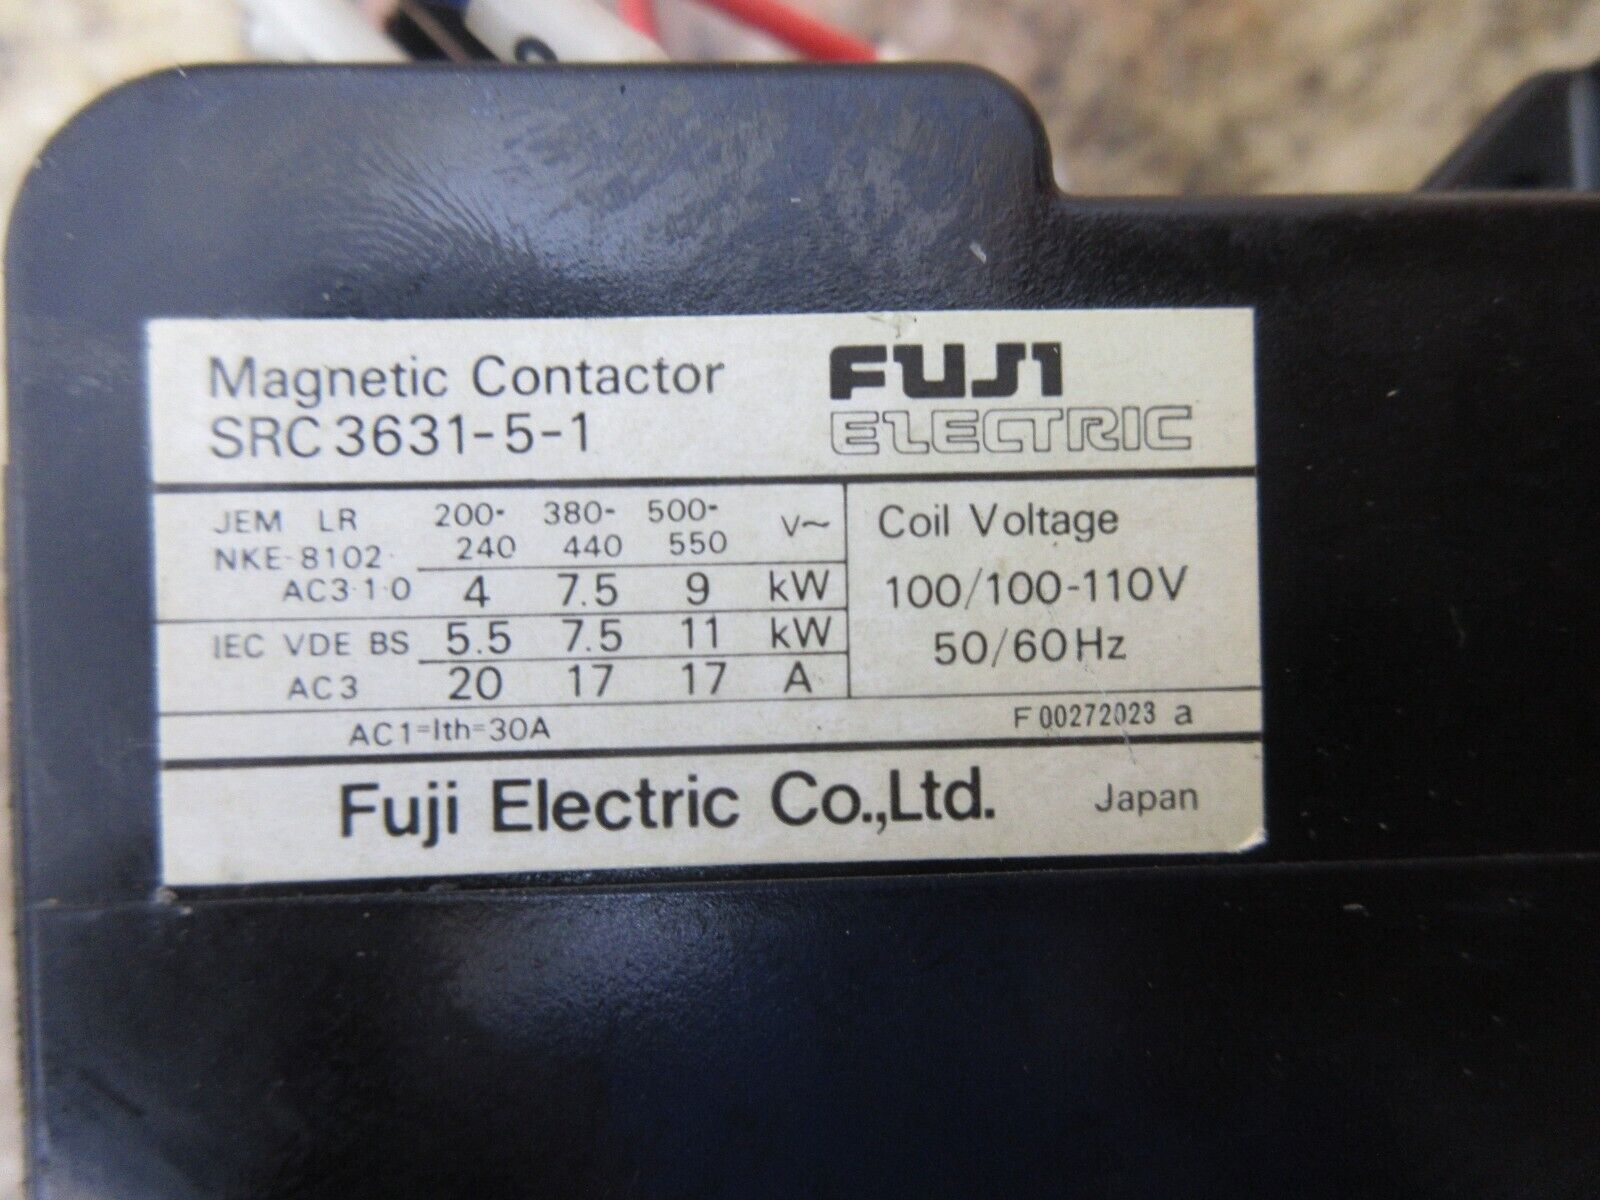 Magnetic Contactor
SRC 3631-5-1
FUJI
ELECTRIC
JEM LR 200- 380- 500- V~
NKE-8102 240 440 550
AC3·1·0 4 7.5 9 kW
IEC VDE BS 5.5 7.5 11 kW
AC3 20 17 17 A
Coil Voltage
100/100-110V
50/60Hz
AC1=Ith=30A
F 00272023 a
Fuji Electric Co.,Ltd. Japan